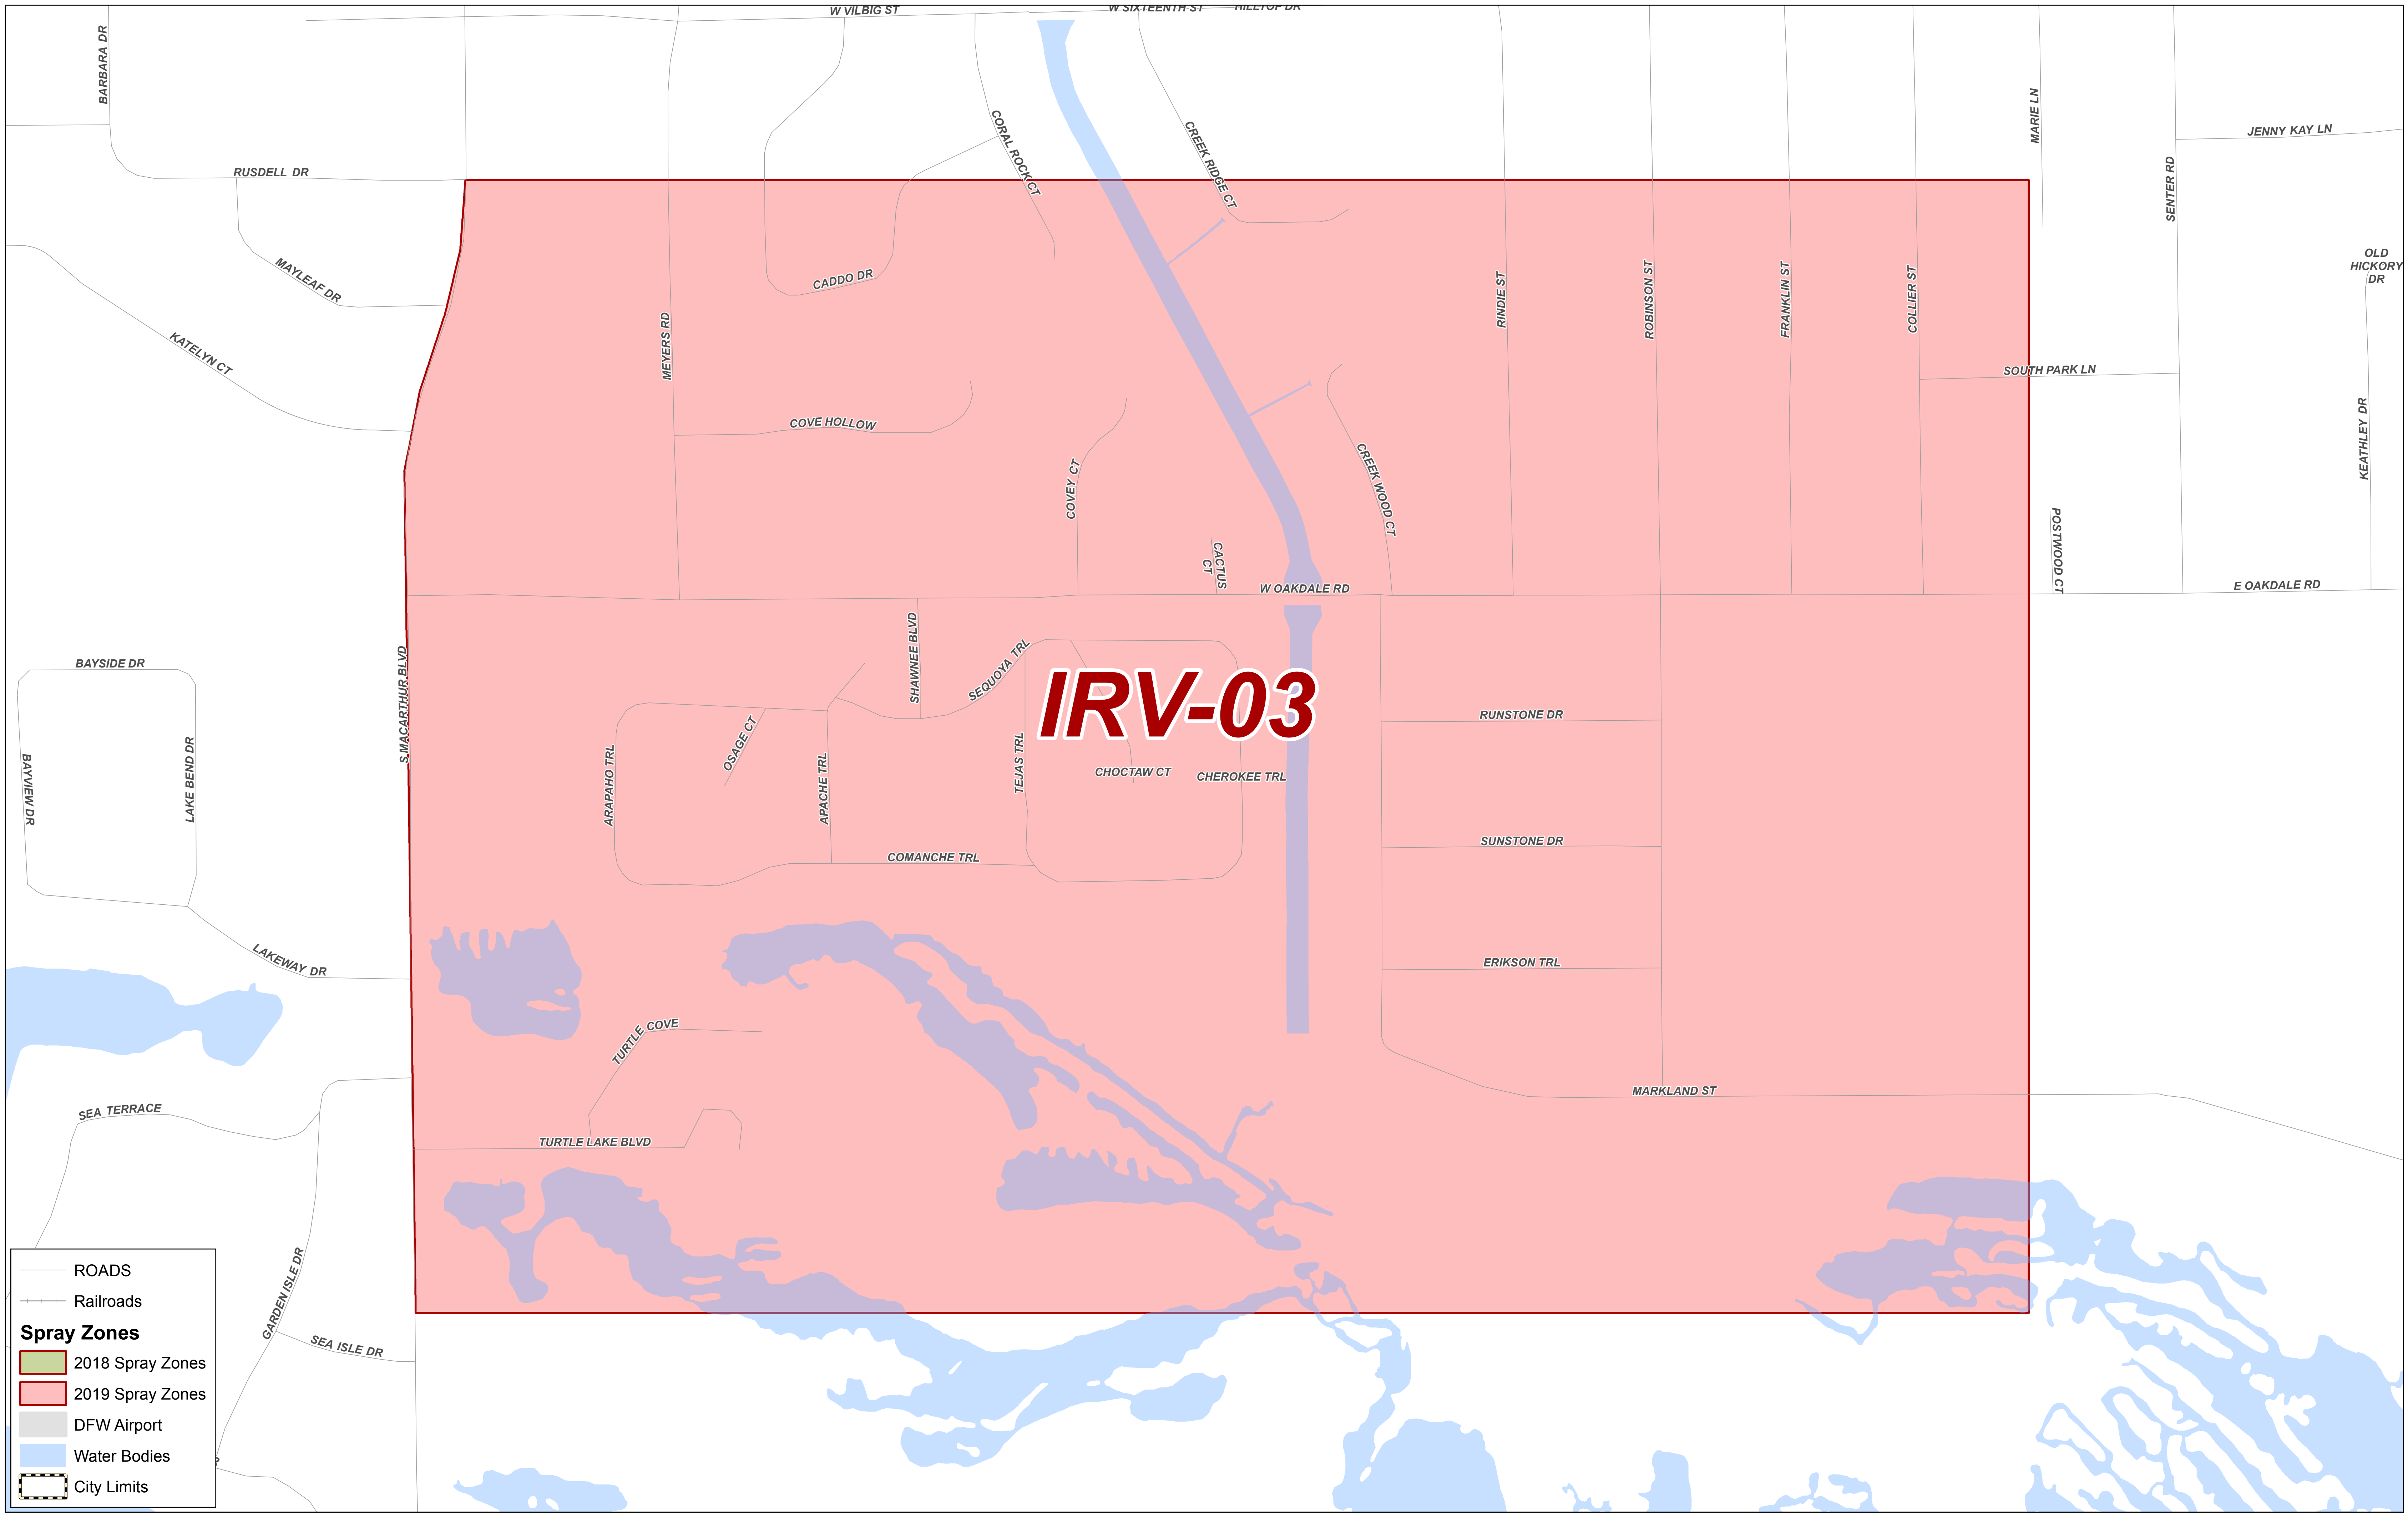 W VILBIG ST
W SIXTEENTH ST
HILLTOP DR
BARBARA DR
MARIE LN
JENNY KAY LN
CORAL ROCK CT
CREEK RIDGE CT
RUSDELL DR
SENTER RD
MAYLEAF DR
CADDO DR
OLD
HICKORY
DR
RINDIE ST
ROBINSON ST
FRANKLIN ST
COLLIER ST
KATELYN CT
MEYERS RD
SOUTH PARK LN
COVE HOLLOW
KEATHLEY DR
COVEY CT
CREEK WOOD CT
POSTWOOD CT
CACTUS
CT
W OAKDALE RD
E OAKDALE RD
BAYSIDE DR
S MACARTHUR BLVD
SHAWNEE BLVD
SEQUOYA TRL
IRV-03
RUNSTONE DR
OSAGE CT
BAYVIEW DR
LAKE BEND DR
ARAPAHO TRL
APACHE TRL
TEJAS TRL
CHOCTAW CT
CHEROKEE TRL
SUNSTONE DR
COMANCHE TRL
LAKEWAY DR
ERIKSON TRL
TURTLE COVE
MARKLAND ST
SEA TERRACE
TURTLE LAKE BLVD
GARDEN ISLE DR
SEA ISLE DR
ROADS
Railroads
Spray Zones
2018 Spray Zones
2019 Spray Zones
DFW Airport
Water Bodies
City Limits